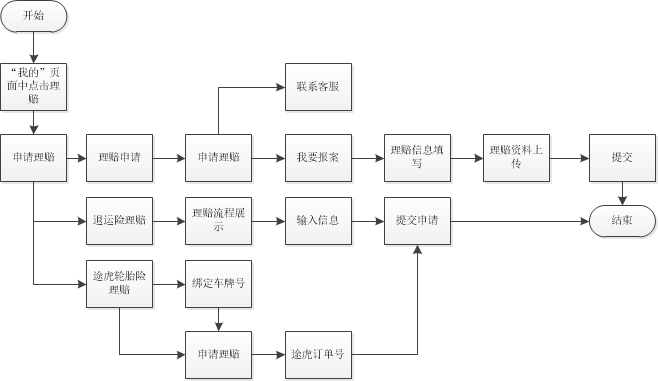 开始
“我的”页
面中点击理
赔
联系客服
申请理赔
理赔申请
申请理赔
我要报案
理赔信息填
写
理赔资料上
传
提交
退运险理赔
理赔流程展
示
输入信息
提交申请
结束
途虎轮胎险
理赔
绑定车牌号
申请理赔
途虎订单号